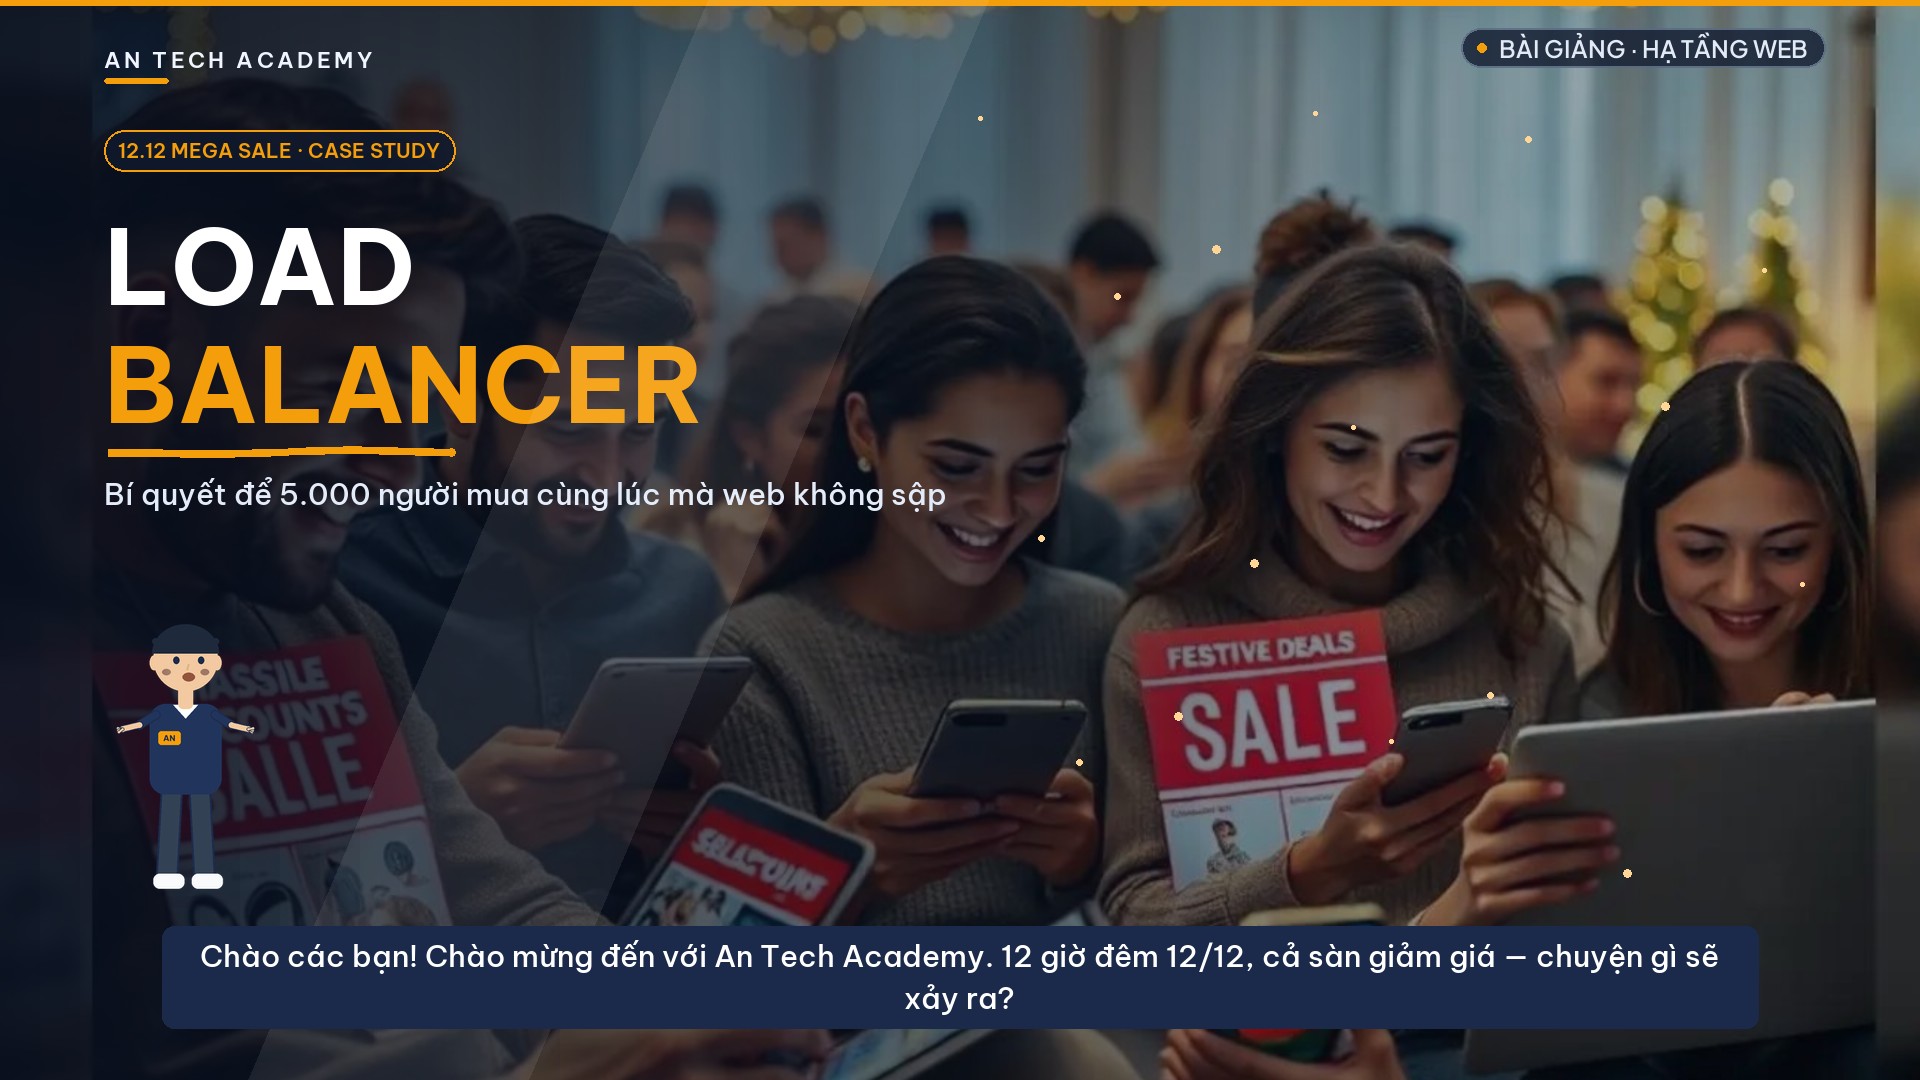 AN TECH ACADEMY
BÀI GIẢNG · HẠ TẦNG WEB
12.12 MEGA SALE · CASE STUDY
LOAD
BALANCER
Bí quyết để 5.000 người mua cùng lúc mà web không sập
FESTIVE DEALS
SALE
ASSILE
OUNTS
SALLE
AN
Chào các bạn! Chào mừng đến với An Tech Academy. 12 giờ đêm 12/12, cả sàn giảm giá — chuyện gì sẽ
xảy ra?